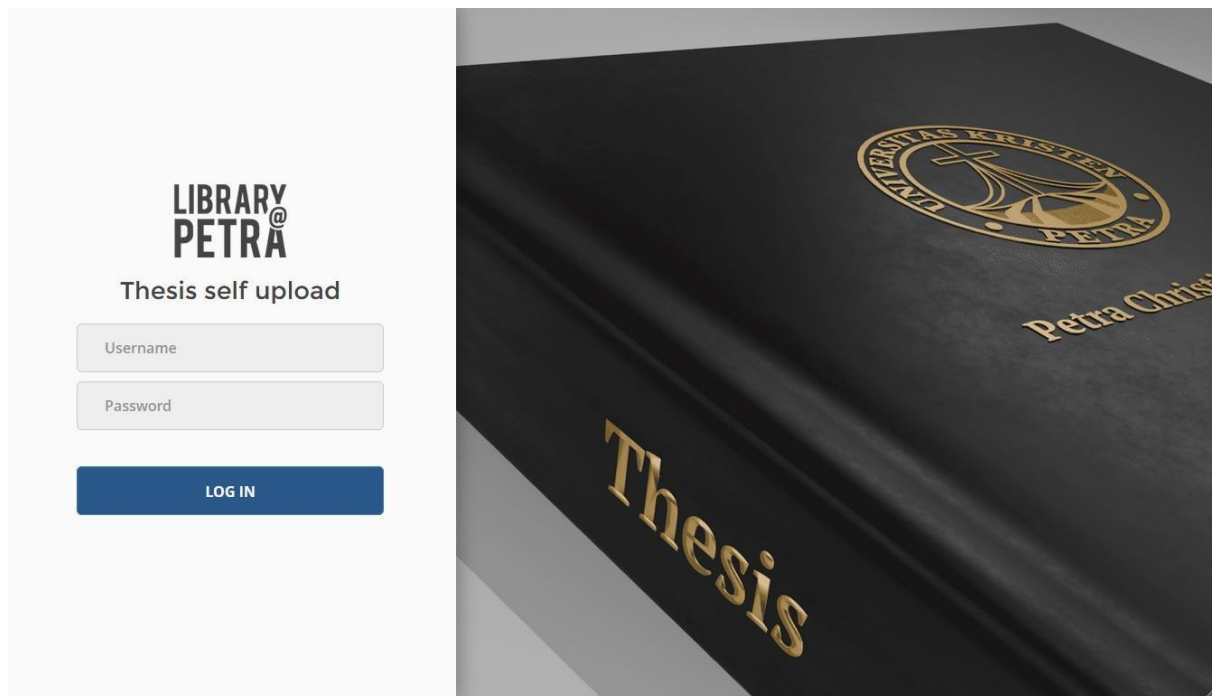 LIBRARY
@
PETRA
Thesis self upload
Username
Password
LOG IN
UNIVERSITAS KRISTEN
PETRA
Petra Christi
Thesis